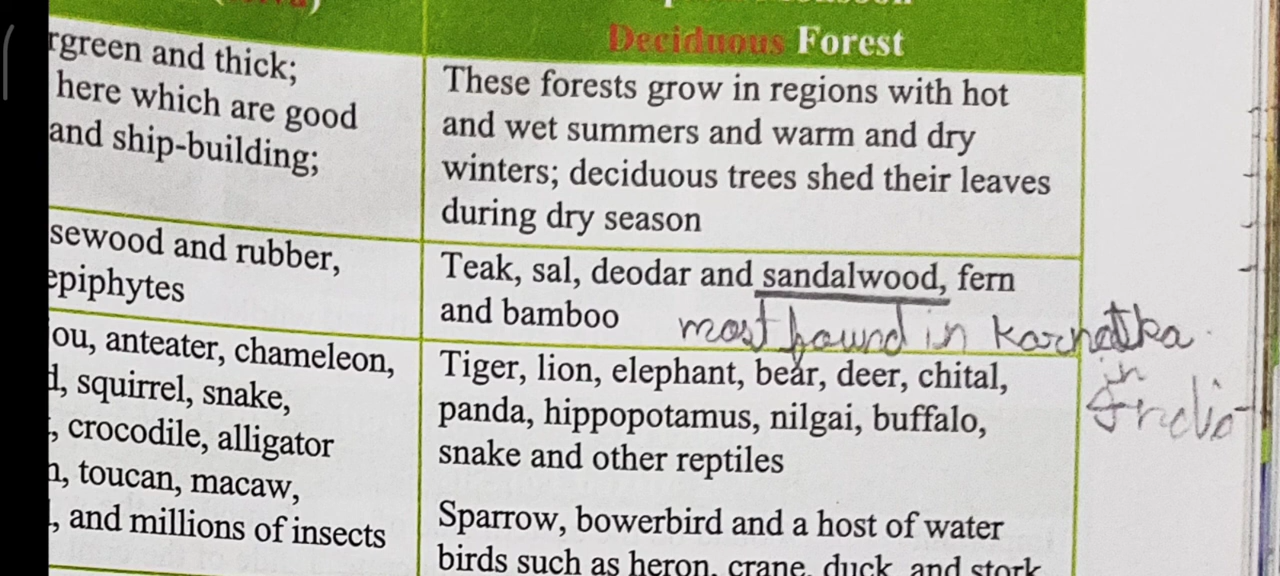 Deciduous Forest
rgreen and thick;
here which are good
and ship-building;
These forests grow in regions with hot
and wet summers and warm and dry
winters; deciduous trees shed their leaves
during dry season
sewood and rubber,
epiphytes
Teak, sal, deodar and sandalwood, fern
and bamboo
most found in Karnatka
in
India
ou, anteater, chameleon,
d, squirrel, snake,
, crocodile, alligator
n, toucan, macaw,
, and millions of insects
Tiger, lion, elephant, bear, deer, chital,
panda, hippopotamus, nilgai, buffalo,
snake and other reptiles
Sparrow, bowerbird and a host of water
birds such as heron, crane, duck, and stork